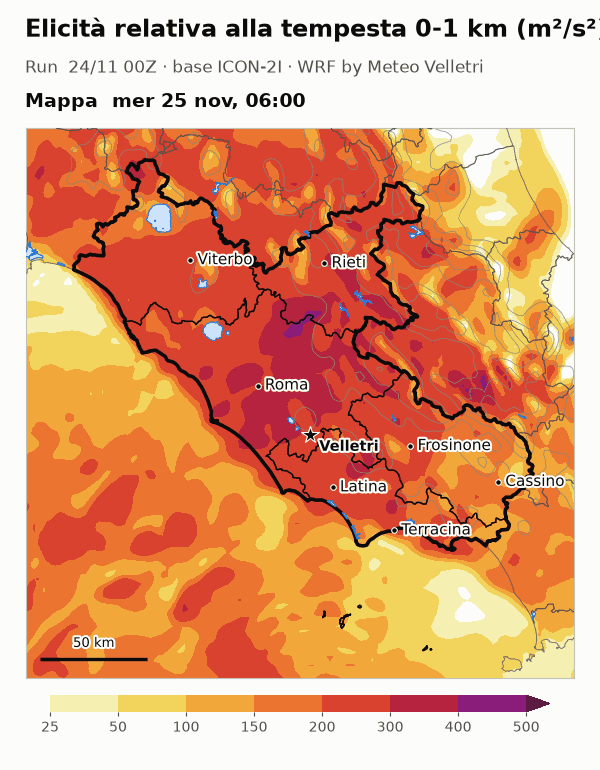 Elicità relativa alla tempesta 0-1 km (m²/s²)
Run 24/11 00Z · base ICON-2I · WRF by Meteo Velletri
Mappa mer 25 nov, 06:00
Viterbo
Rieti
Roma
Velletri
Frosinone
Cassino
Latina
Terracina
50 km
25 50 100 150 200 300 400 500